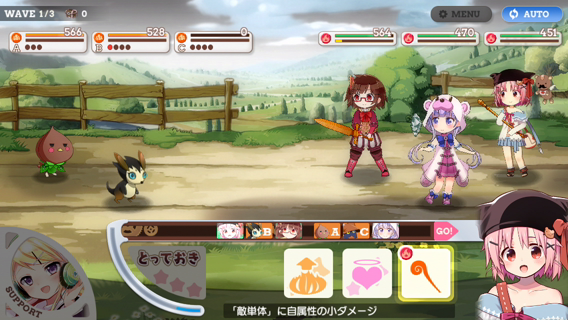 WAVE 1/3 0
MENU
AUTO
566 528 0 564 470 451
A B C
B A C GO!
とっておき
SUPPORT
「敵単体」に自属性の小ダメージ